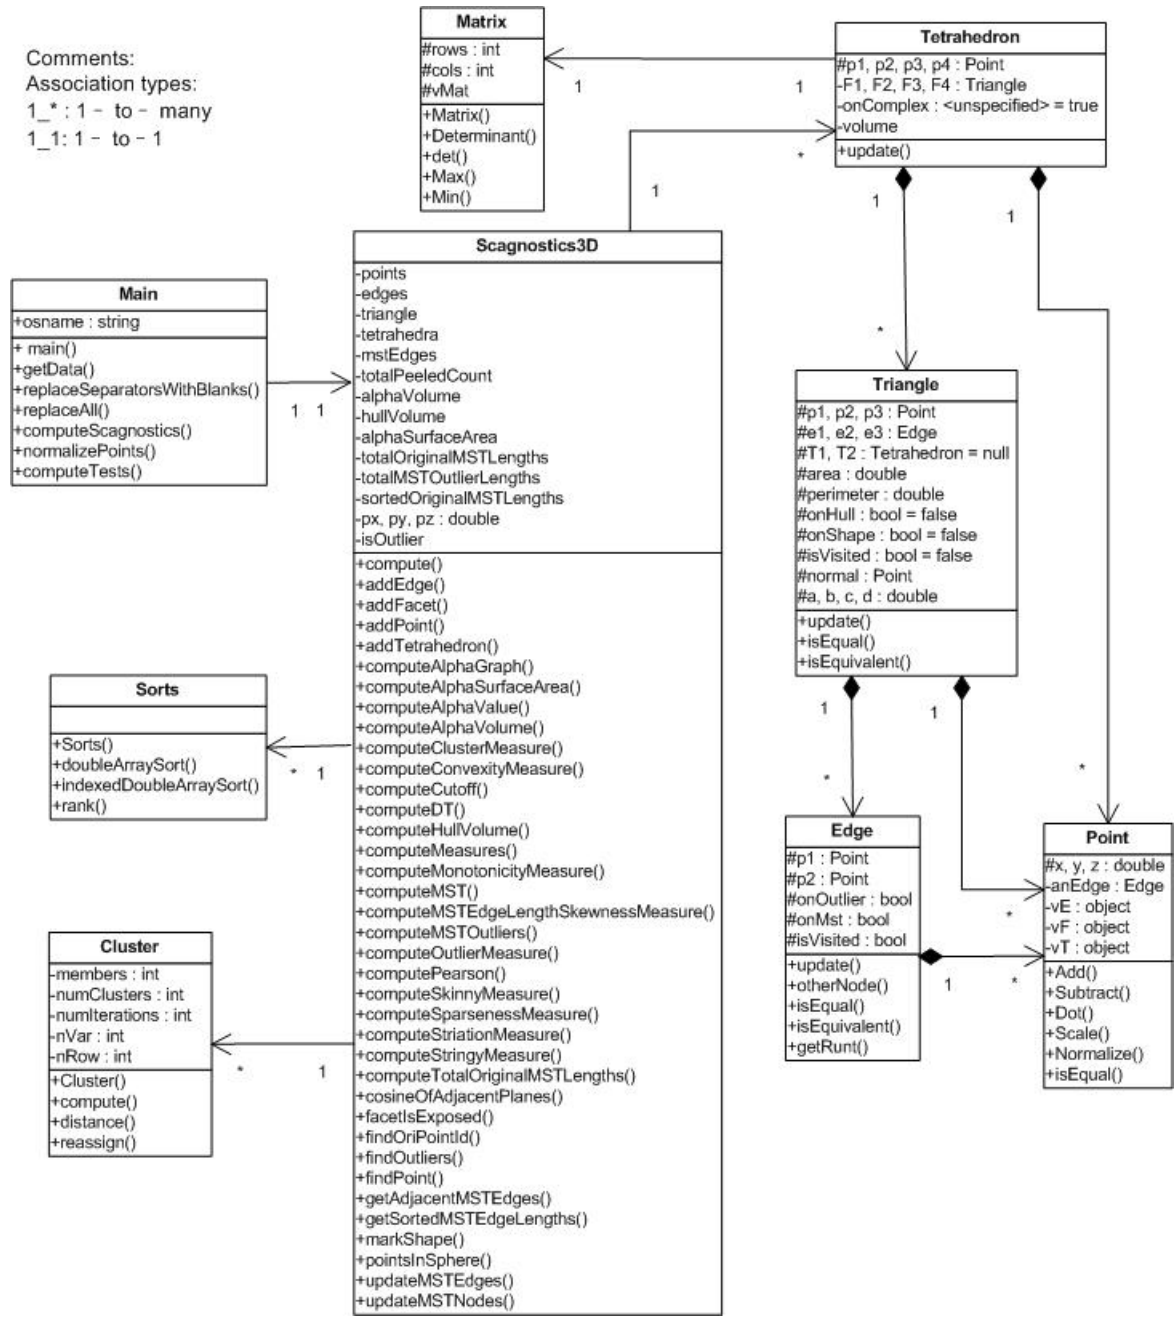 Comments:
Association types:
1_* : 1 - to - many
1_1: 1 - to - 1
Matrix
#rows : int
#cols : int
#vMat
+Matrix()
+Determinant()
+det()
+Max()
+Min()
1
1
Tetrahedron
#p1, p2, p3, p4 : Point
-F1, F2, F3, F4 : Triangle
-onComplex : <unspecified> = true
-volume
+update()
*
1
1
1
*
*
Main
+osname : string
+ main()
+getData()
+replaceSeparatorsWithBlanks()
+replaceAll()
+computeScagnostics()
+normalizePoints()
+computeTests()
1
1
Scagnostics3D
-points
-edges
-triangle
-tetrahedra
-mstEdges
-totalPeeledCount
-alphaVolume
-hullVolume
-alphaSurfaceArea
-totalOriginalMSTLengths
-totalMSTOutlierLengths
-sortedOriginalMSTLengths
-px, py, pz : double
-isOutlier
+compute()
+addEdge()
+addFacet()
+addPoint()
+addTetrahedron()
+computeAlphaGraph()
+computeAlphaSurfaceArea()
+computeAlphaValue()
+computeAlphaVolume()
+computeClusterMeasure()
+computeConvexityMeasure()
+computeCutoff()
+computeDT()
+computeHullVolume()
+computeMeasures()
+computeMonotonicityMeasure()
+computeMST()
+computeMSTEdgeLengthSkewnessMeasure()
+computeMSTOutliers()
+computeOutlierMeasure()
+computePearson()
+computeSkinnyMeasure()
+computeSparsenessMeasure()
+computeStriationMeasure()
+computeStringyMeasure()
+computeTotalOriginalMSTLengths()
+cosineOfAdjacentPlanes()
+facetIsExposed()
+findOriPointId()
+findOutliers()
+findPoint()
+getAdjacentMSTEdges()
+getSortedMSTEdgeLengths()
+markShape()
+pointsInSphere()
+updateMSTEdges()
+updateMSTNodes()
Triangle
#p1, p2, p3 : Point
#e1, e2, e3 : Edge
#T1, T2 : Tetrahedron = null
#area : double
#perimeter : double
#onHull : bool = false
#onShape : bool = false
#isVisited : bool = false
#normal : Point
#a, b, c, d : double
+update()
+isEqual()
+isEquivalent()
1
1
*
*
Sorts
+Sorts()
+doubleArraySort()
+indexedDoubleArraySort()
+rank()
*
1
Edge
#p1 : Point
#p2 : Point
#onOutlier : bool
#onMst : bool
#isVisited : bool
+update()
+otherNode()
+isEqual()
+isEquivalent()
+getRunt()
1
*
Point
#x, y, z : double
-anEdge : Edge
-vE : object
-vF : object
-vT : object
+Add()
+Subtract()
+Dot()
+Scale()
+Normalize()
+isEqual()
Cluster
-members : int
-numClusters : int
-numIterations : int
-nVar : int
-nRow : int
+Cluster()
+compute()
+distance()
+reassign()
*
1